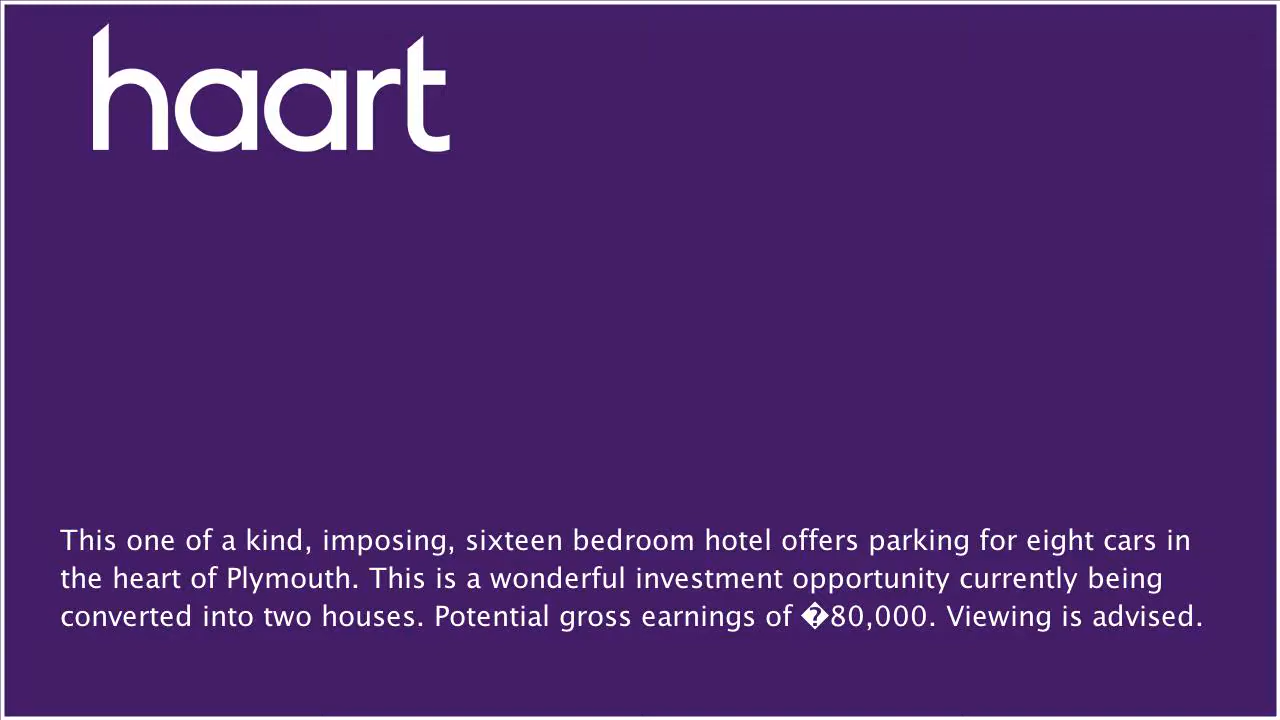 haart
This one of a kind, imposing, sixteen bedroom hotel offers parking for eight cars in
the heart of Plymouth. This is a wonderful investment opportunity currently being
converted into two houses. Potential gross earnings of �80,000. Viewing is advised.